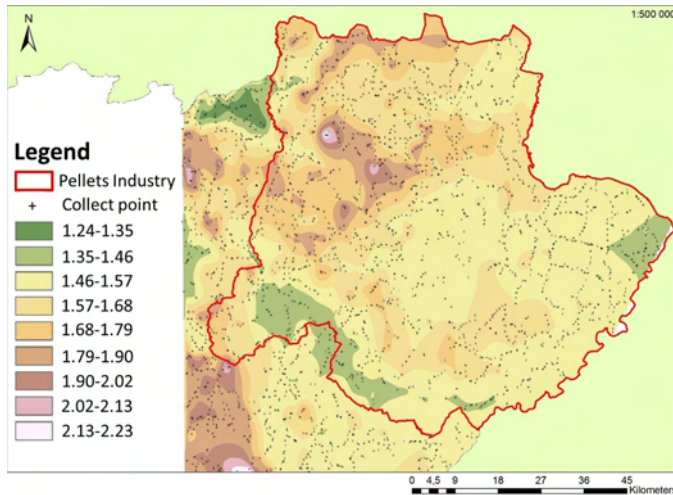 N
1:500 000
Legend
Pellets Industry
Collect point
1.24-1.35
1.35-1.46
1.46-1.57
1.57-1.68
1.68-1.79
1.79-1.90
1.90-2.02
2.02-2.13
2.13-2.23
0 4,5 9 18 27 36 45
Kilometers